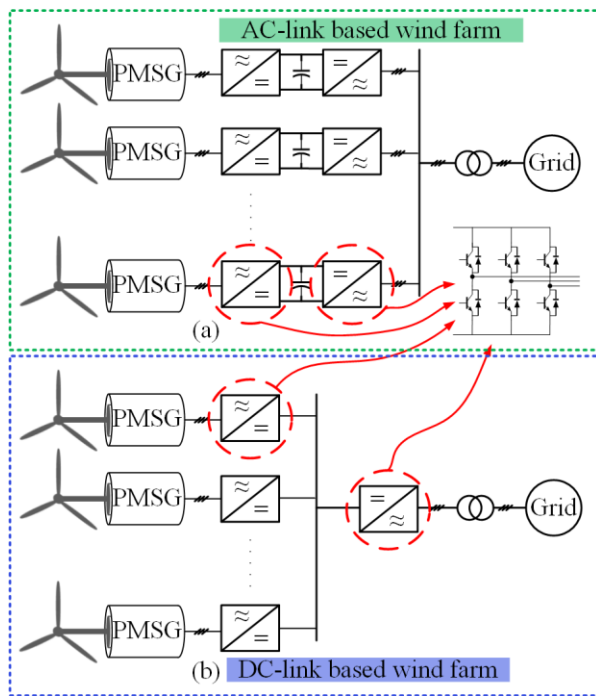 AC-link based wind farm
PMSG
PMSG
Grid
PMSG
(a)
PMSG
PMSG
Grid
PMSG
(b)
DC-link based wind farm